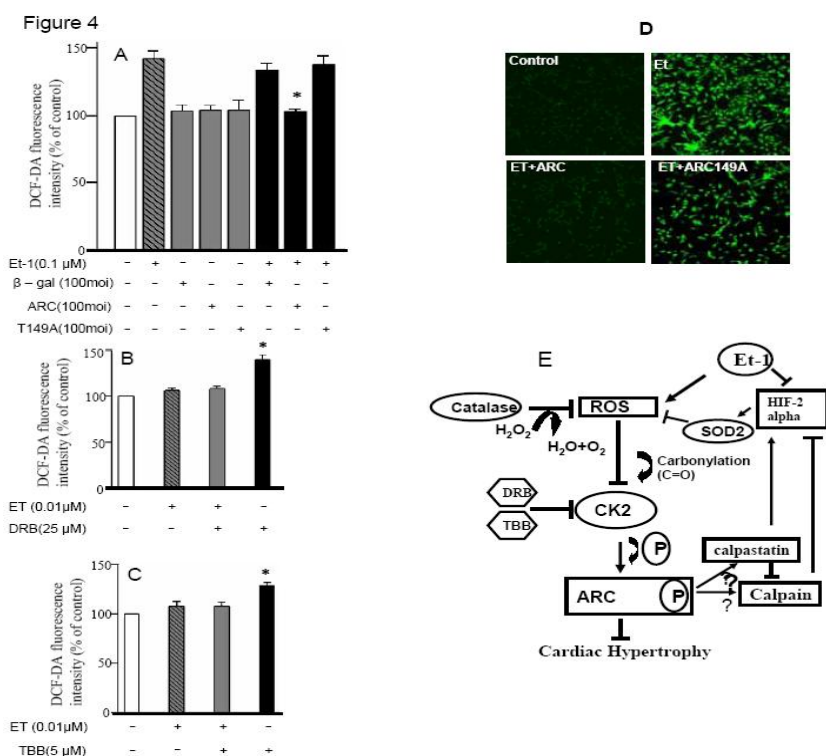 Figure 4
A
DCF-DA fluorescence
intensity (% of control)
150
100
50
0
Et-1(0.1 µM) – + – – – + + +
β – gal (100moi) – – + – – + – –
ARC(100moi) – – – + – – + –
T149A(100moi) – – – – + – – +
*
B
DCF-DA fluorescence
intensity (% of control)
150
100
50
0
*
ET (0.01µM) – + + –
DRB(25 µM) – – + +
C
DCF-DA fluorescence
intensity (% of control)
150
100
50
0
*
ET (0.01µM) – + + –
TBB(5 µM) – – + +
D
Control
Et
ET+ARC
ET+ARC149A
E
Et-1
Catalase
ROS
HIF-2
alpha
SOD2
H₂O₂
H₂O+O₂
Carbonylation
(C=O)
DRB
TBB
CK2
P
calpastatin
?
?
ARC
P
Calpain
Cardiac Hypertrophy